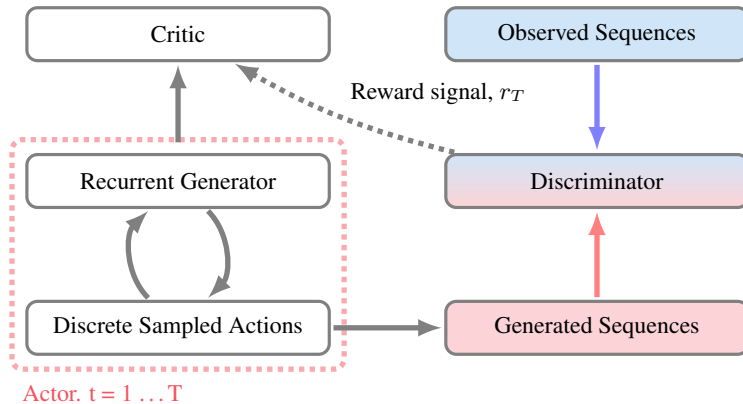 Critic
Observed Sequences
Reward signal, r_T
Recurrent Generator
Discriminator
Discrete Sampled Actions
Generated Sequences
Actor. t = 1 … T